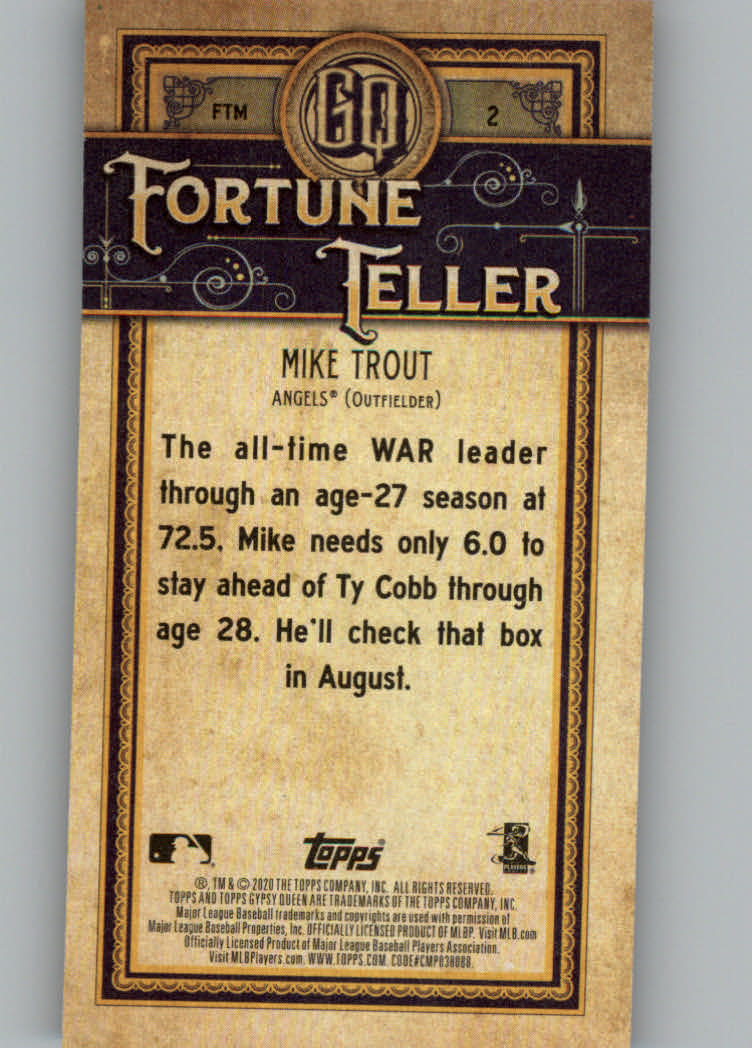 FTM
GQ
2
FORTUNE
TELLER
MIKE TROUT
ANGELS® (OUTFIELDER)
The all-time WAR leader
through an age-27 season at
72.5, Mike needs only 6.0 to
stay ahead of Ty Cobb through
age 28. He'll check that box
in August.
topps®
PLAYERS
®, TM & © 2020 THE TOPPS COMPANY, INC. ALL RIGHTS RESERVED.
TOPPS AND TOPPS GYPSY QUEEN ARE TRADEMARKS OF THE TOPPS COMPANY, INC.
Major League Baseball trademarks and copyrights are used with permission of
Major League Baseball Properties, Inc. OFFICIALLY LICENSED PRODUCT OF MLBP. Visit MLB.com
Officially Licensed Product of Major League Baseball Players Association.
Visit MLBPlayers.com. WWW.TOPPS.COM. CODE#CMP038088.